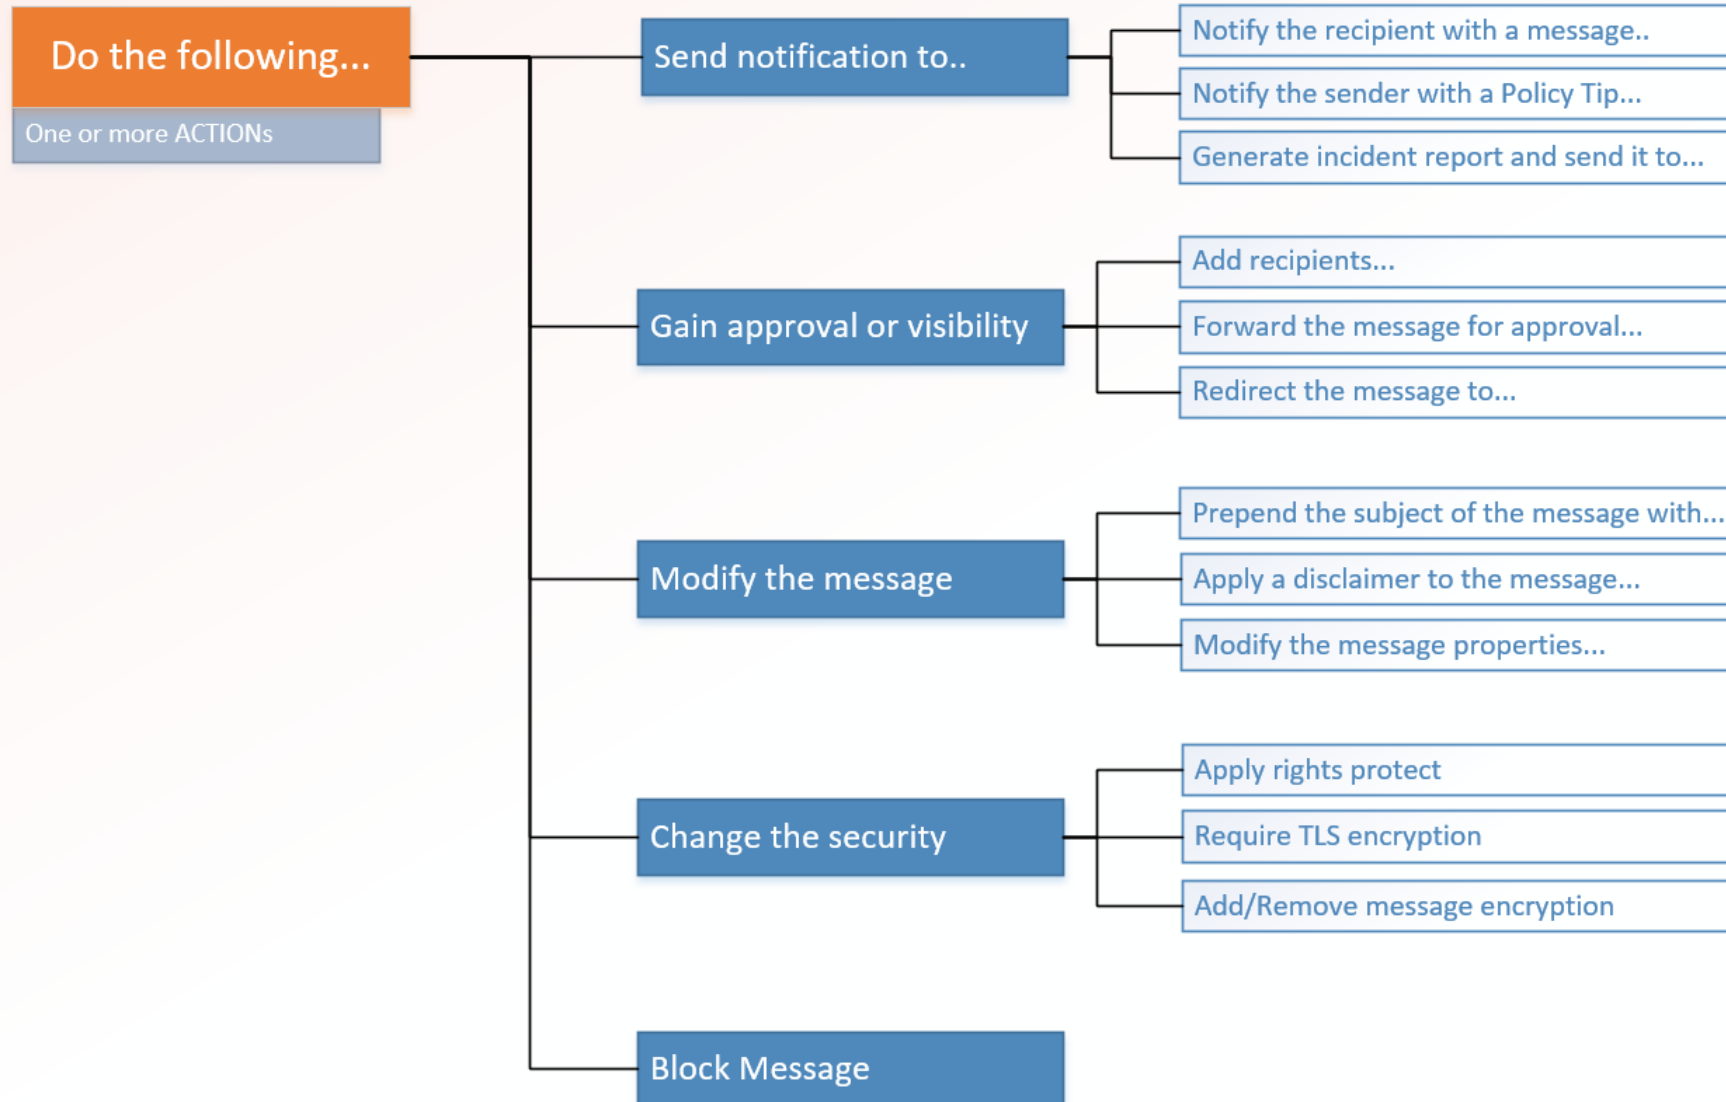 Do the following...
One or more ACTIONs
Send notification to..
Notify the recipient with a message..
Notify the sender with a Policy Tip...
Generate incident report and send it to...
Gain approval or visibility
Add recipients...
Forward the message for approval...
Redirect the message to...
Modify the message
Prepend the subject of the message with...
Apply a disclaimer to the message...
Modify the message properties...
Change the security
Apply rights protect
Require TLS encryption
Add/Remove message encryption
Block Message